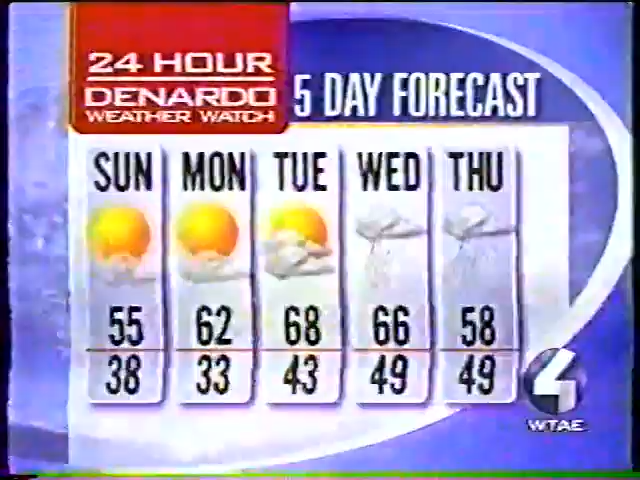 24 HOUR
DENARDO
WEATHER WATCH
5 DAY FORECAST
SUN MON TUE WED THU
55 62 68 66 58
38 33 43 49 49
4
WTAE